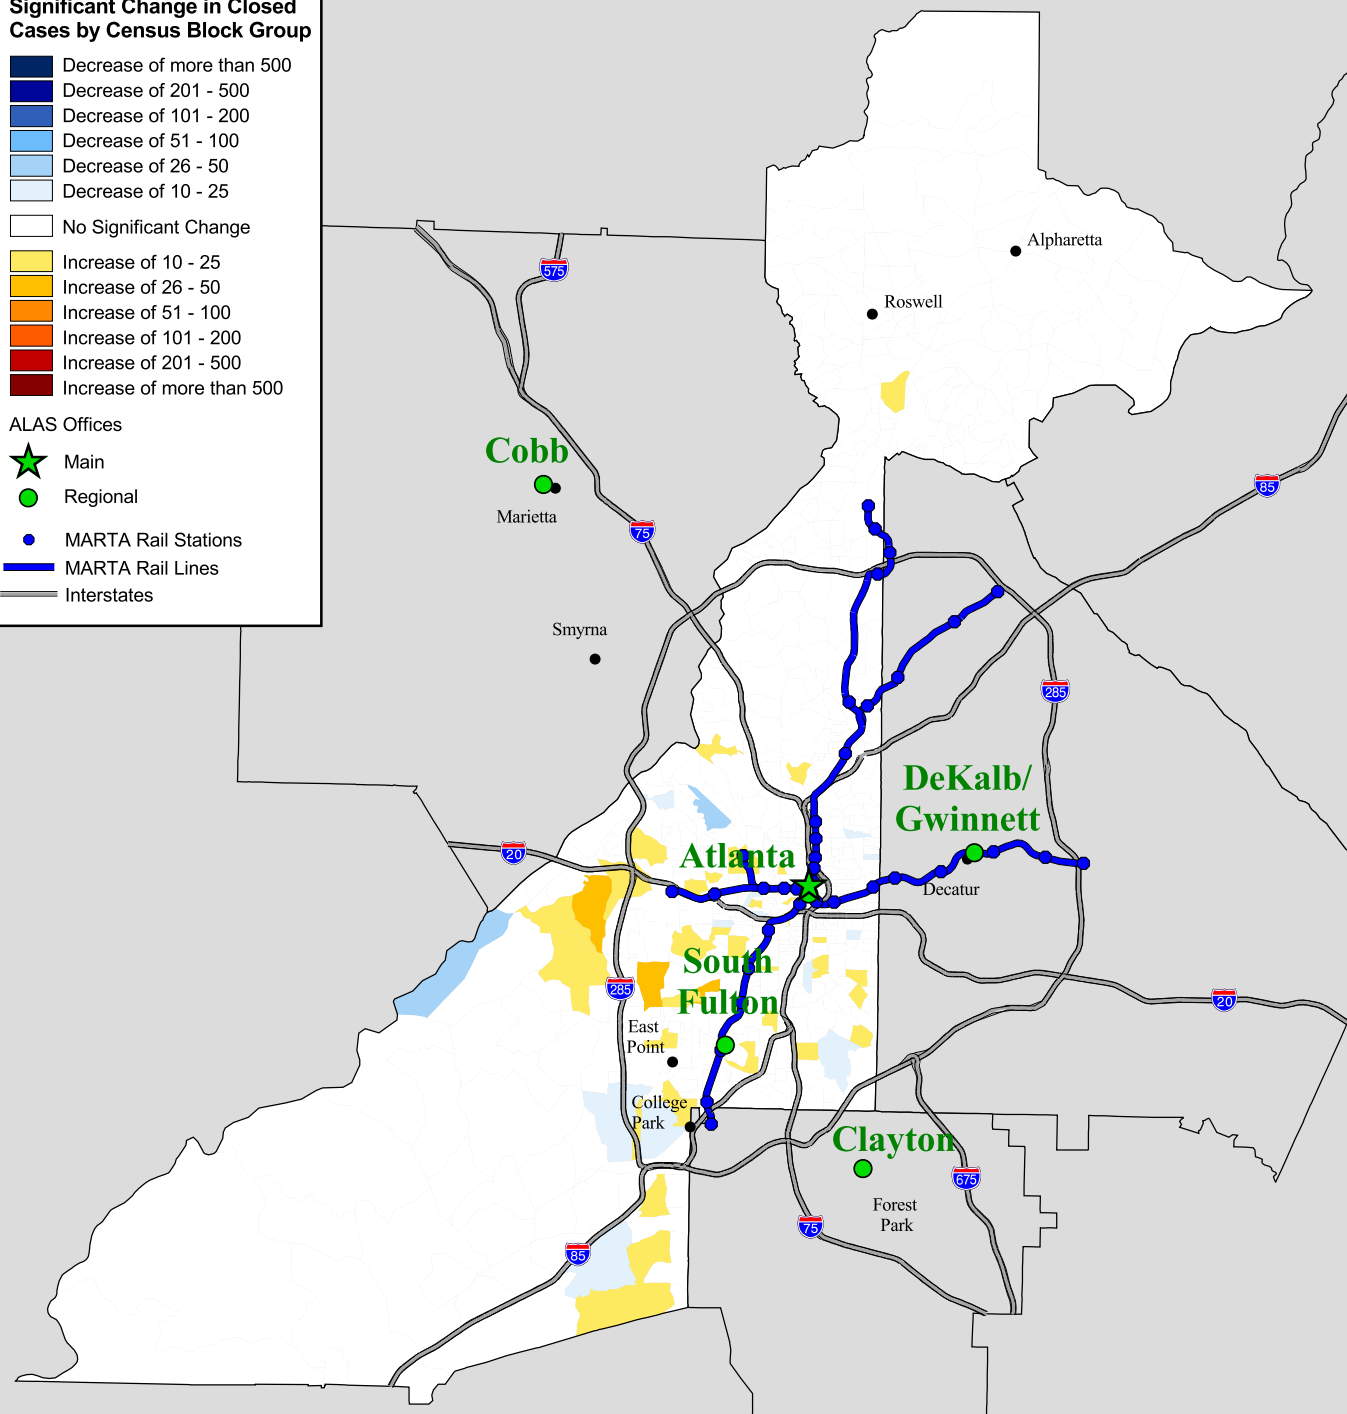 Significant Change in Closed
Cases by Census Block Group
Decrease of more than 500
Decrease of 201 - 500
Decrease of 101 - 200
Decrease of 51 - 100
Decrease of 26 - 50
Decrease of 10 - 25
No Significant Change
Increase of 10 - 25
Increase of 26 - 50
Increase of 51 - 100
Increase of 101 - 200
Increase of 201 - 500
Increase of more than 500
ALAS Offices
Main
Regional
MARTA Rail Stations
MARTA Rail Lines
Interstates
Alpharetta
575
Roswell
Cobb
Marietta
85
75
Smyrna
285
DeKalb/
Gwinnett
20
Atlanta
Decatur
South
Fulton
285
20
East
Point
College
Park
Clayton
675
Forest
Park
75
85